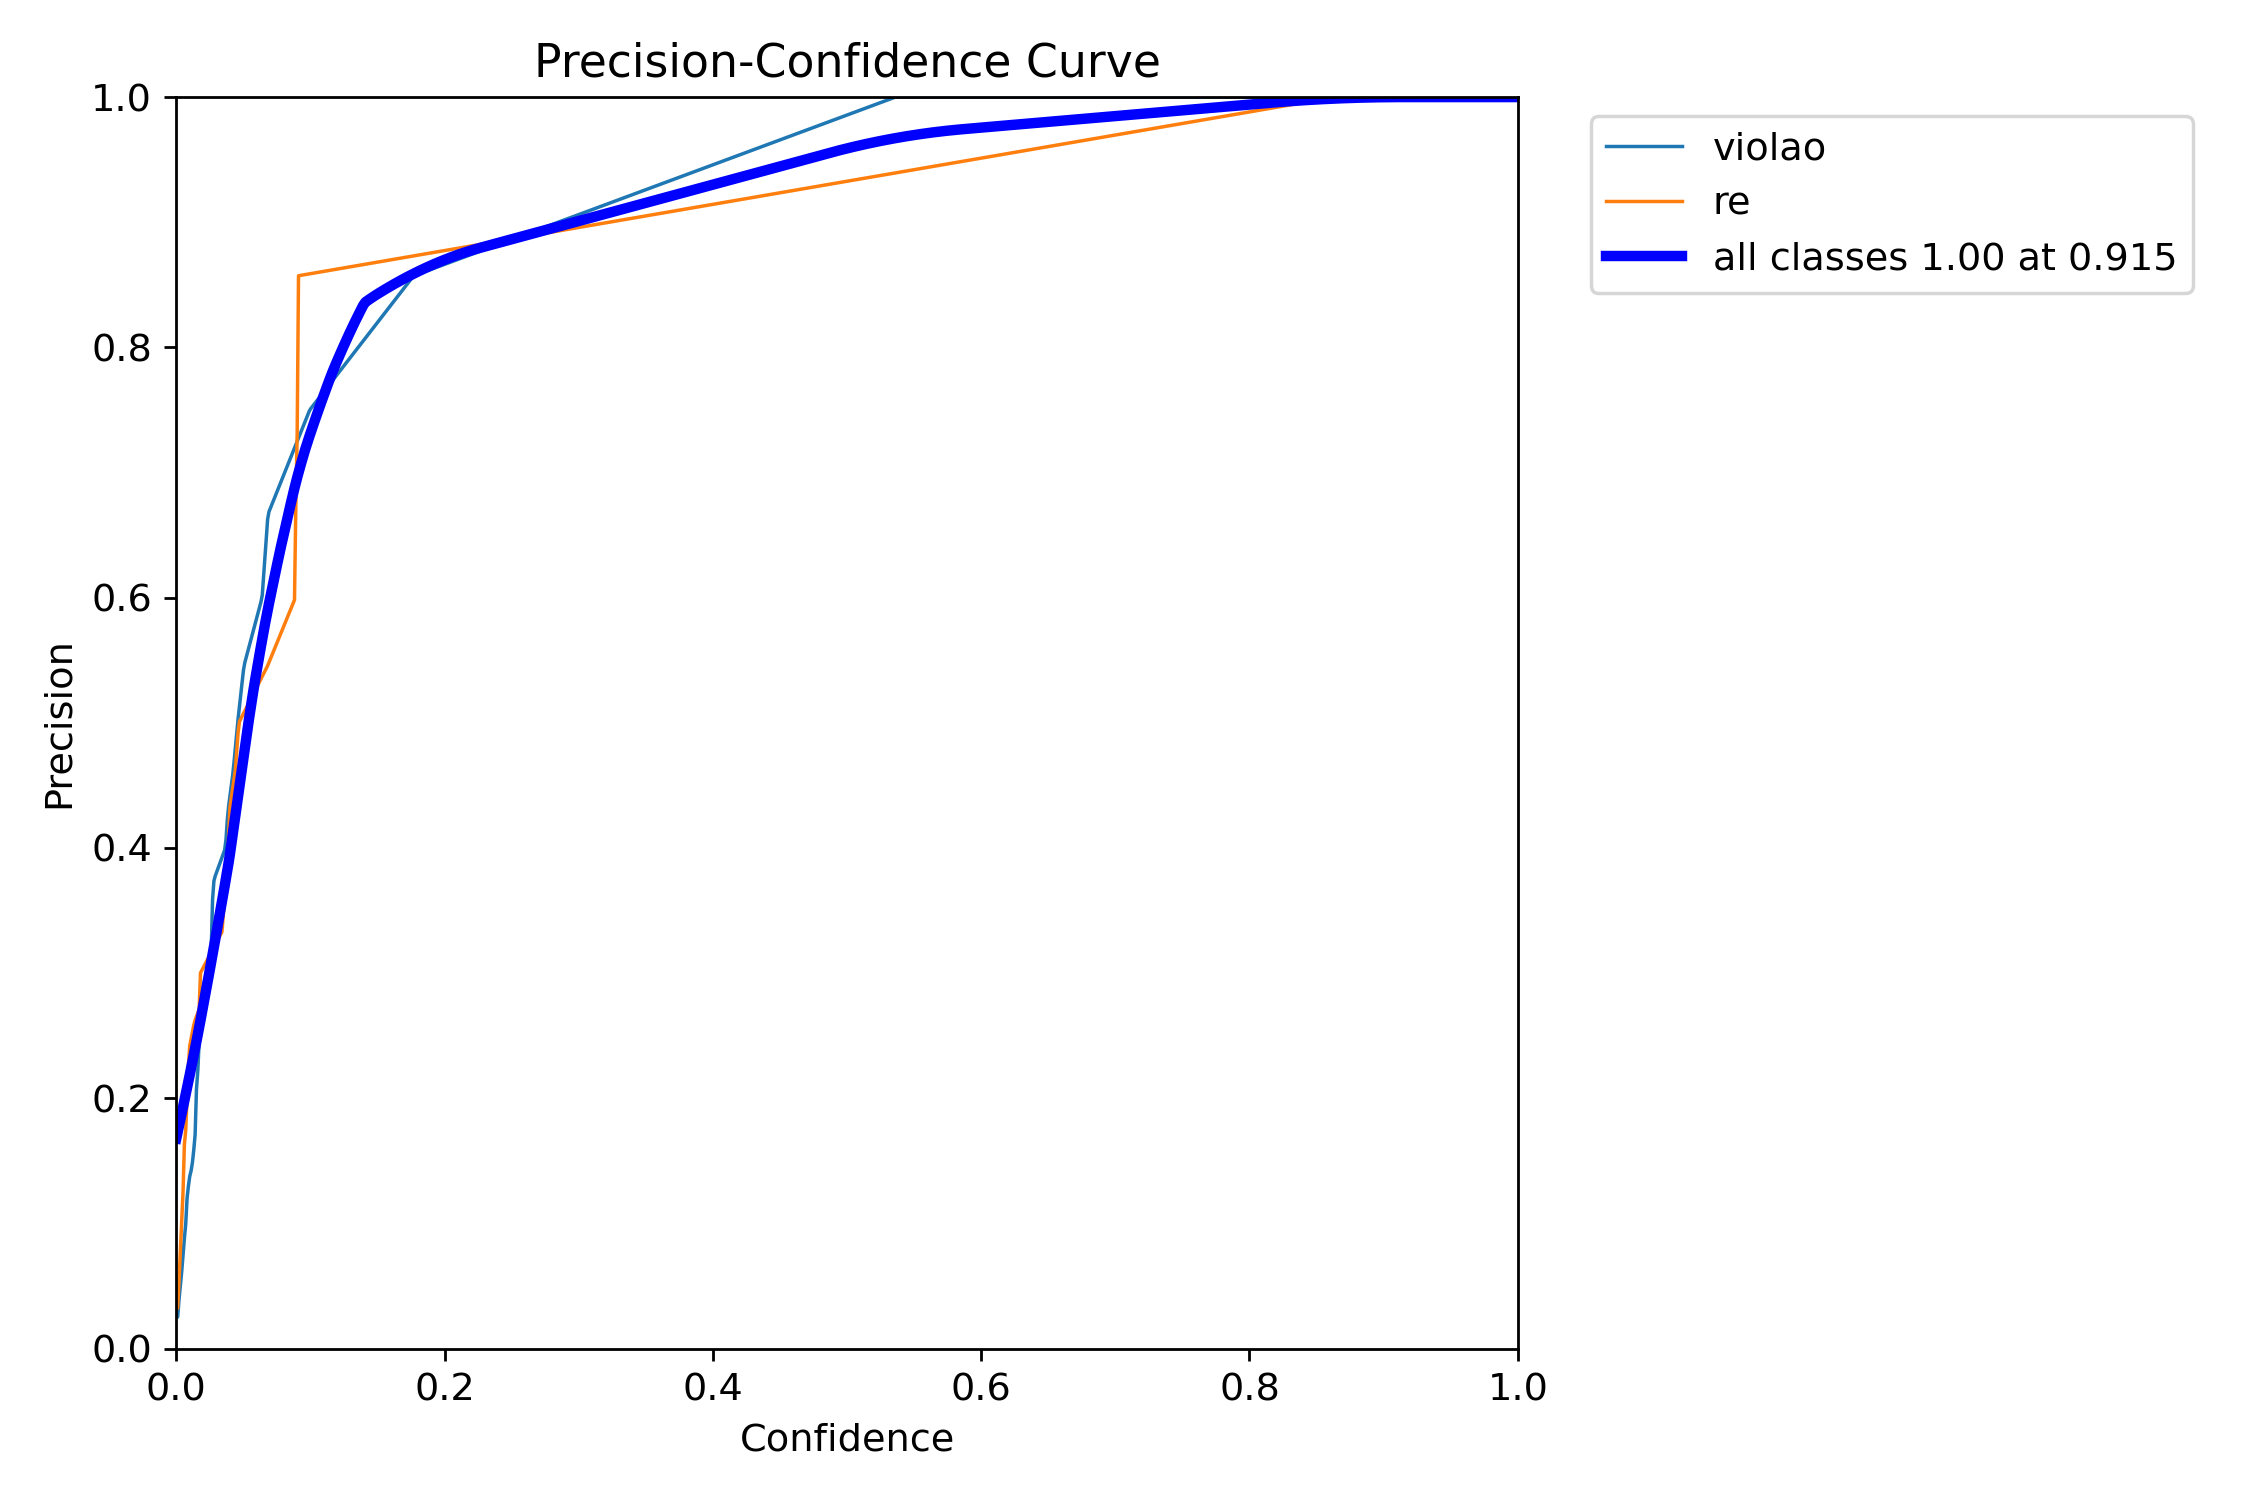 Precision-Confidence Curve
1.0
0.8
0.6
0.4
0.2
0.0
Precision
0.0 0.2 0.4 0.6 0.8 1.0
Confidence
violao
re
all classes 1.00 at 0.915